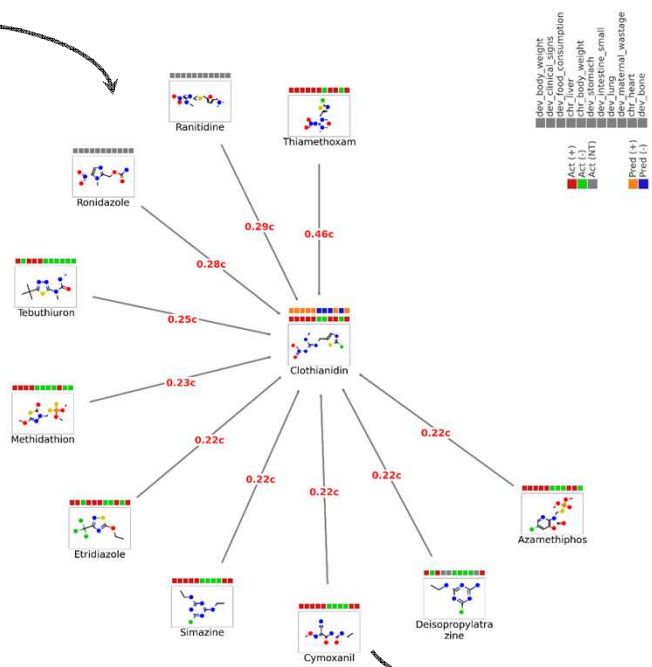 dev_body_weight
dev_clinical_signs
dev_food_consumption
chr_liver
chr_body_weight
dev_stomach
dev_intestine_small
dev_lung
dev_maternal_wastage
chr_heart
dev_bone
Act (+)
Act (-)
Act (NT)
Pred (+)
Pred (-)
Ranitidine
Thiamethoxam
Ronidazole
0.29c
0.46c
0.28c
Tebuthiuron
0.25c
Clothianidin
0.23c
Methidathion
0.22c
0.22c
0.22c
0.22c
0.22c
Azamethiphos
Etridiazole
Simazine
Deisopropylatra
zine
Cymoxanil